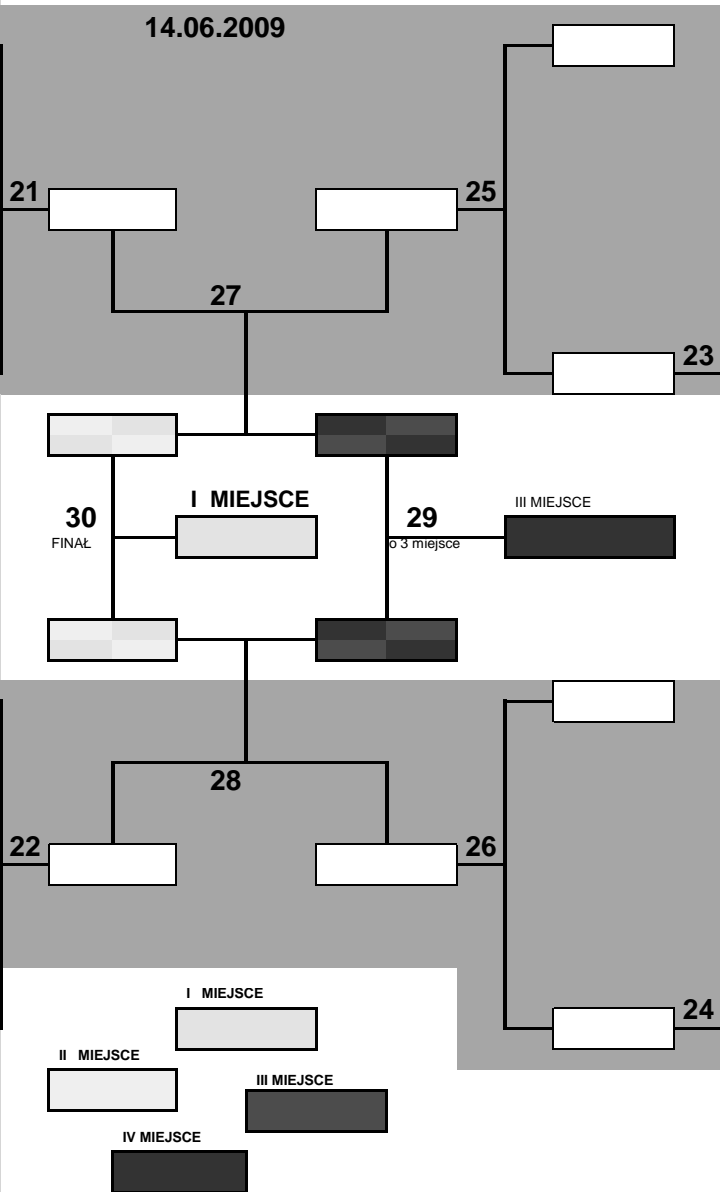 14.06.2009
21
25
27
23
I MIEJSCE
30
29
III MIEJSCE
FINAŁ
o 3 miejsce
28
22
26
I MIEJSCE
24
II MIEJSCE
III MIEJSCE
IV MIEJSCE